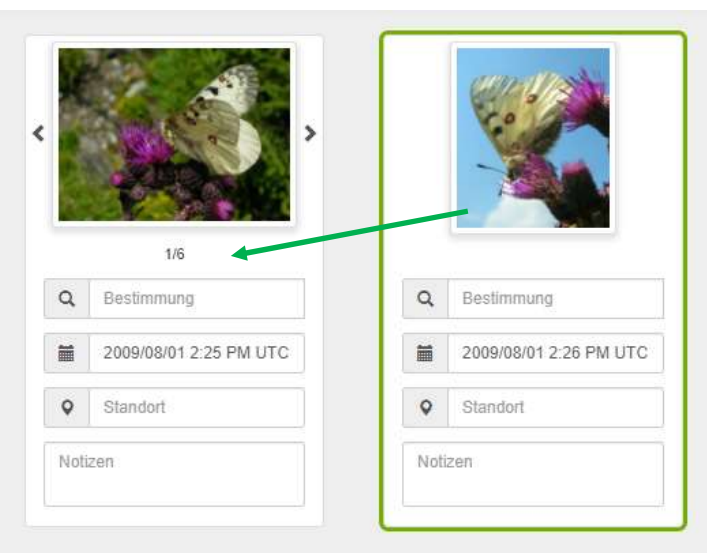 1/6
Bestimmung
2009/08/01 2:25 PM UTC
Standort
Notizen
Bestimmung
2009/08/01 2:26 PM UTC
Standort
Notizen